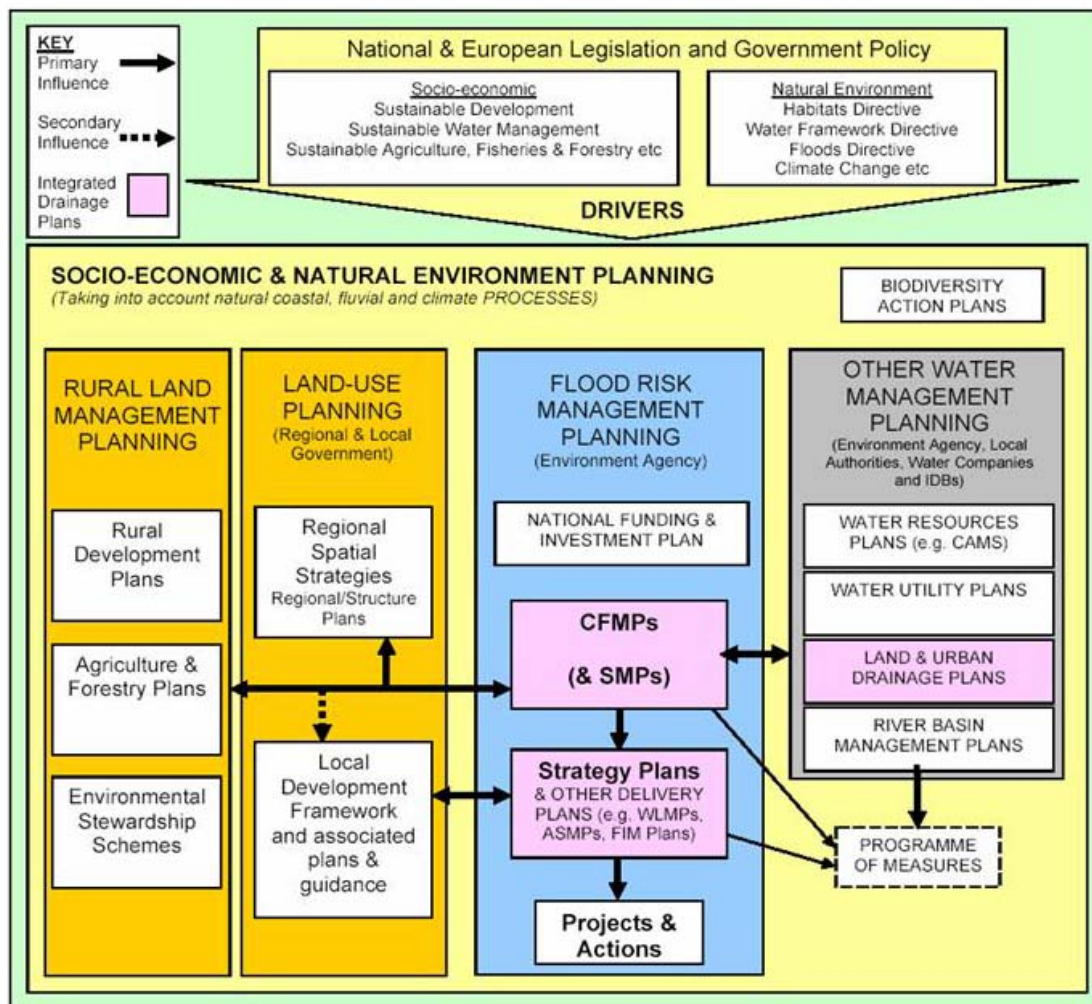 KEY
Primary
Influence
Secondary
Influence
Integrated
Drainage
Plans
National & European Legislation and Government Policy
Socio-economic
Sustainable Development
Sustainable Water Management
Sustainable Agriculture, Fisheries & Forestry etc
Natural Environment
Habitats Directive
Water Framework Directive
Floods Directive
Climate Change etc
DRIVERS
SOCIO-ECONOMIC & NATURAL ENVIRONMENT PLANNING
(Taking into account natural coastal, fluvial and climate PROCESSES)
BIODIVERSITY
ACTION PLANS
RURAL LAND
MANAGEMENT
PLANNING
Rural
Development
Plans
Agriculture &
Forestry Plans
Environmental
Stewardship
Schemes
LAND-USE
PLANNING
(Regional & Local
Government)
Regional
Spatial
Strategies
Regional/Structure
Plans
Local
Development
Framework
and associated
plans &
guidance
FLOOD RISK
MANAGEMENT
PLANNING
(Environment Agency)
NATIONAL FUNDING &
INVESTMENT PLAN
CFMPs
(& SMPs)
Strategy Plans
& OTHER DELIVERY
PLANS (e.g. WLMPs,
ASMPs, FIM Plans)
Projects &
Actions
OTHER WATER
MANAGEMENT
PLANNING
(Environment Agency, Local
Authorities, Water Companies
and IDBs)
WATER RESOURCES
PLANS (e.g. CAMS)
WATER UTILITY PLANS
LAND & URBAN
DRAINAGE PLANS
RIVER BASIN
MANAGEMENT PLANS
PROGRAMME
OF MEASURES